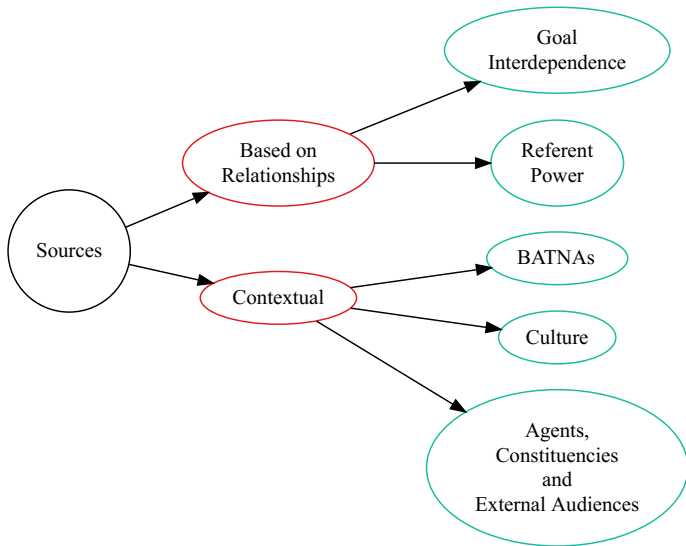 Goal
Interdependence
Based on
Relationships
Referent
Power
Sources
BATNAs
Contextual
Culture
Agents,
Constituencies
and
External Audiences